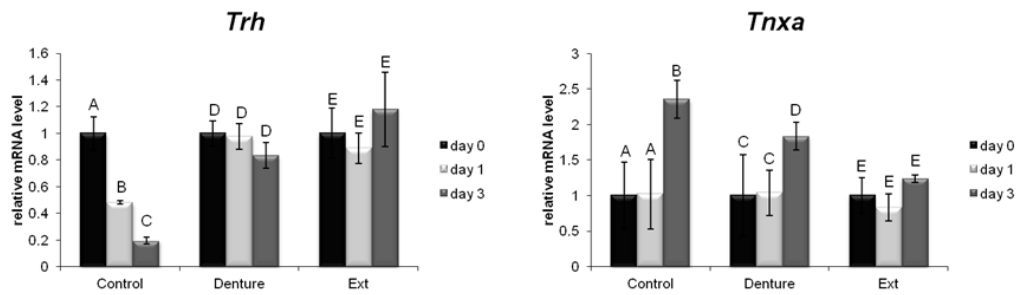 Trh
relative mRNA level
1.6
1.4
1.2
1
0.8
0.6
0.4
0.2
0
A
B
C
D
D
D
E
E
E
Control
Denture
Ext
day 0
day 1
day 3
Tnxa
relative mRNA level
3
2.5
2
1.5
1
0.5
0
A
A
B
C
C
D
E
E
E
Control
Denture
Ext
day 0
day 1
day 3